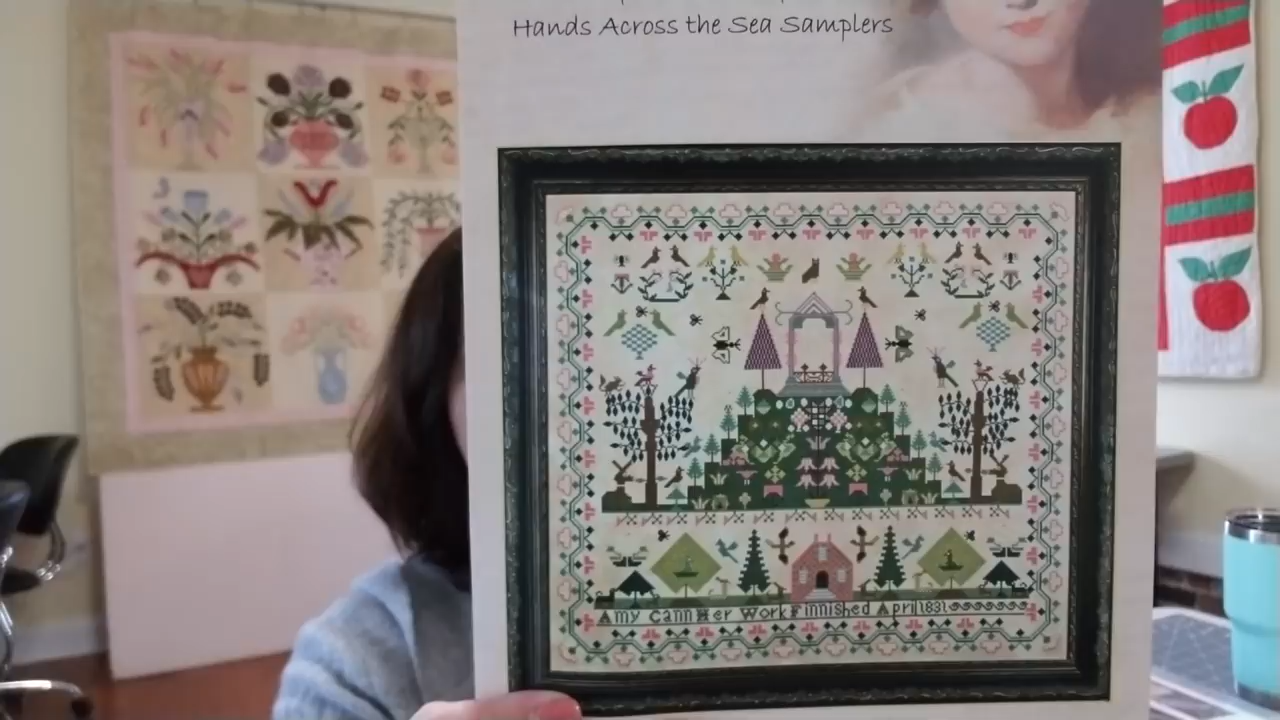 Hands Across the Sea Samplers
Amy Cann Her Work Finnished April 1831